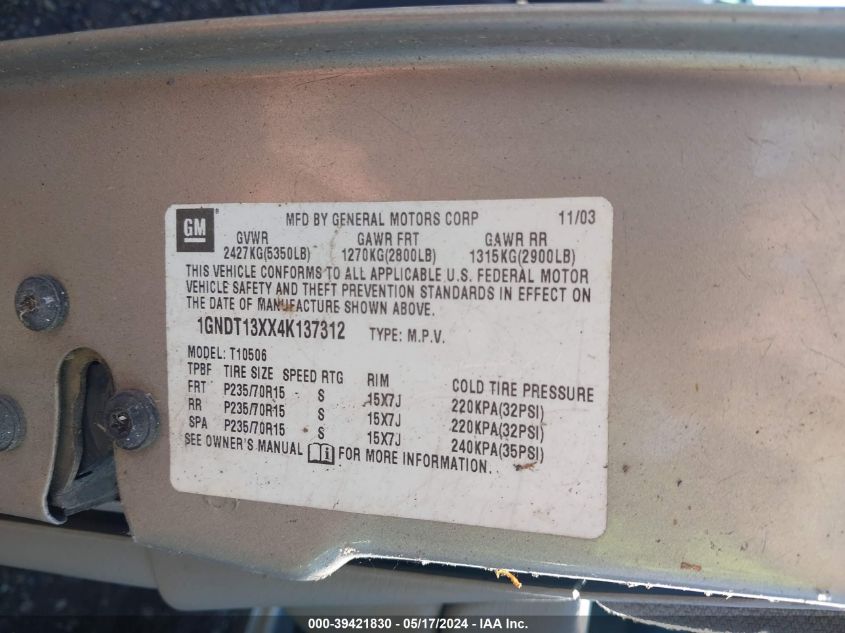 GM
MFD BY GENERAL MOTORS CORP 11/03
GVWR GAWR FRT GAWR RR
2427KG(5350LB) 1270KG(2800LB) 1315KG(2900LB)
THIS VEHICLE CONFORMS TO ALL APPLICABLE U.S. FEDERAL MOTOR
VEHICLE SAFETY AND THEFT PREVENTION STANDARDS IN EFFECT ON
THE DATE OF MANUFACTURE SHOWN ABOVE.
1GNDT13XX4K137312 TYPE: M.P.V.
MODEL: T10506
TPBF TIRE SIZE SPEED RTG RIM COLD TIRE PRESSURE
FRT P235/70R15 S 15X7J 220KPA(32PSI)
RR P235/70R15 S 15X7J 220KPA(32PSI)
SPA P235/70R15 S 15X7J 240KPA(35PSI)
SEE OWNER'S MANUAL FOR MORE INFORMATION.
000-39421830 - 05/17/2024 - IAA Inc.